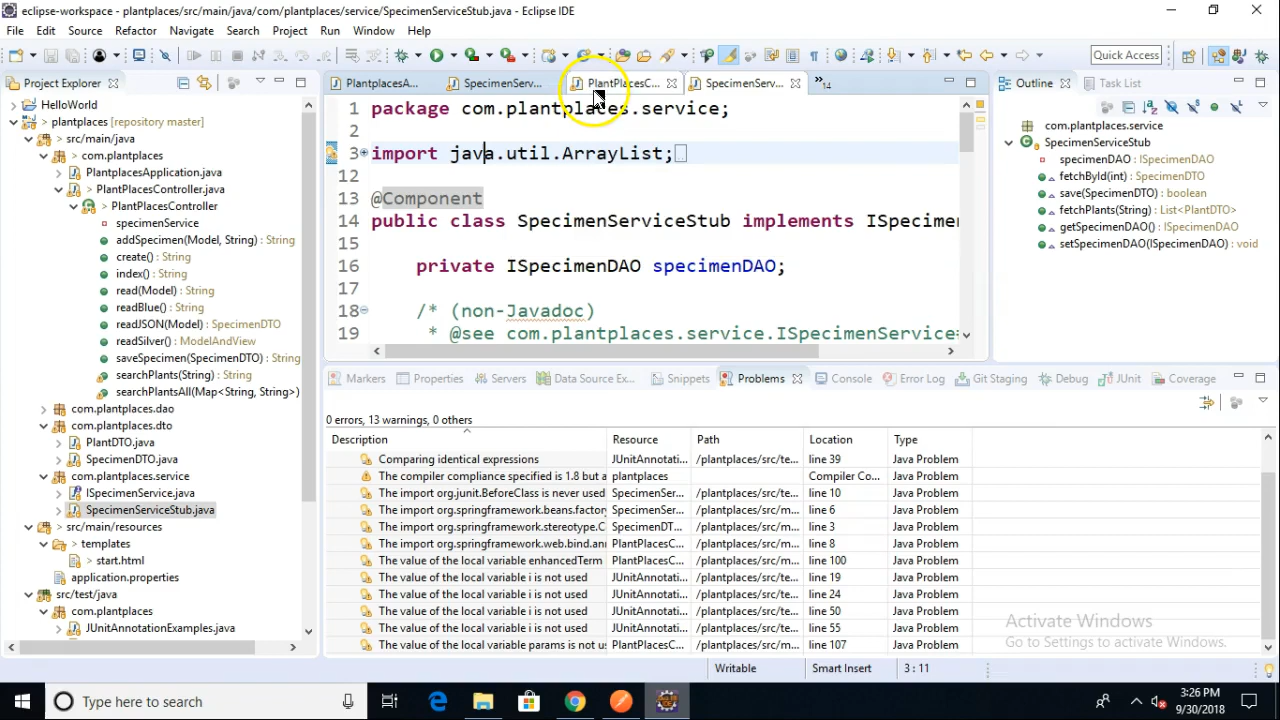 eclipse-workspace - plantplaces/src/main/java/com/plantplaces/service/SpecimenServiceStub.java - Eclipse IDE
File Edit Source Refactor Navigate Search Project Run Window Help
Quick Access
Project Explorer
PlantplacesA...
SpecimenServ...
PlantPlacesC...
SpecimenServ...
14
Outline
Task List
HelloWorld
> plantplaces [repository master]
> src/main/java
> com.plantplaces
PlantplacesApplication.java
> PlantPlacesController.java
> PlantPlacesController
specimenService
addSpecimen(Model, String) : String
create() : String
index() : String
read(Model) : String
readBlue() : String
readJSON(Model) : SpecimenDTO
readSilver() : ModelAndView
saveSpecimen(SpecimenDTO) : String
searchPlants(String) : String
searchPlantsAll(Map<String, String>)
com.plantplaces.dao
com.plantplaces.dto
PlantDTO.java
SpecimenDTO.java
com.plantplaces.service
ISpecimenService.java
SpecimenServiceStub.java
> src/main/resources
> templates
> start.html
application.properties
src/test/java
com.plantplaces
JUnitAnnotationExamples.java
1 package com.plantplaces.service;
2
3 import java.util.ArrayList;
12
13 @Component
14 public class SpecimenServiceStub implements ISpecimen
15
16 private ISpecimenDAO specimenDAO;
17
18 /* (non-Javadoc)
19 * @see com.plantplaces.service.ISpecimenService
com.plantplaces.service
SpecimenServiceStub
specimenDAO : ISpecimenDAO
fetchById(int) : SpecimenDTO
save(SpecimenDTO) : boolean
fetchPlants(String) : List<PlantDTO>
getSpecimenDAO() : ISpecimenDAO
setSpecimenDAO(ISpecimenDAO) : void
Markers Properties Servers Data Source Ex... Snippets Problems Console Error Log Git Staging Debug JUnit Coverage
0 errors, 13 warnings, 0 others
Description Resource Path Location Type
Comparing identical expressions JUnitAnnotati... /plantplaces/src/te... line 39 Java Problem
The compiler compliance specified is 1.8 but a plantplaces Compiler Co... Java Problem
The import org.junit.BeforeClass is never used SpecimenSer... /plantplaces/src/te... line 10 Java Problem
The import org.springframework.beans.factory SpecimenSer... /plantplaces/src/m... line 6 Java Problem
The import org.springframework.stereotype.C SpecimenDT... /plantplaces/src/m... line 3 Java Problem
The import org.springframework.web.bind.ann PlantPlacesC... /plantplaces/src/m... line 8 Java Problem
The value of the local variable enhancedTerm PlantPlacesC... /plantplaces/src/m... line 100 Java Problem
The value of the local variable i is not used JUnitAnnotati... /plantplaces/src/te... line 19 Java Problem
The value of the local variable i is not used JUnitAnnotati... /plantplaces/src/te... line 24 Java Problem
The value of the local variable i is not used JUnitAnnotati... /plantplaces/src/te... line 50 Java Problem
The value of the local variable i is not used JUnitAnnotati... /plantplaces/src/te... line 55 Java Problem
The value of the local variable params is not us PlantPlacesC... /plantplaces/src/m... line 107 Java Problem
Activate Windows
Go to Settings to activate Windows.
Writable Smart Insert 3 : 11
Type here to search
3:26 PM
9/30/2018